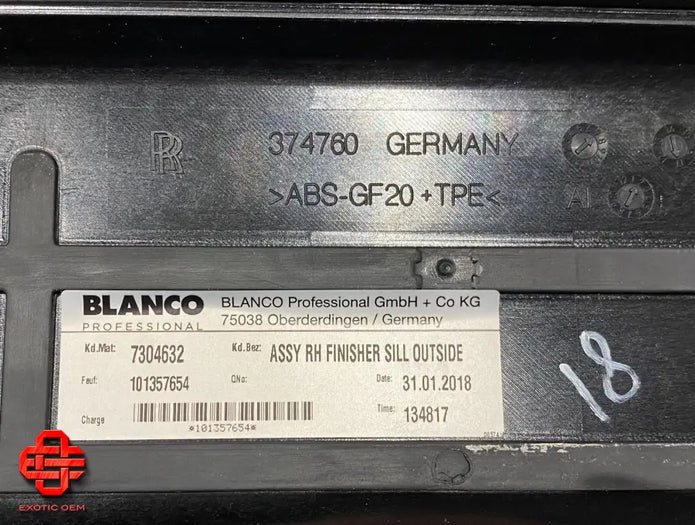 RR 374760 GERMANY
>ABS-GF20+TPE< AI
BLANCO
PROFESSIONAL
BLANCO Professional GmbH + Co KG
75038 Oberderdingen / Germany
Kd.Mat: 7304632 Kd.Bez: ASSY RH FINISHER SILL OUTSIDE
Fauf: 101357654 QNo: Date: 31.01.2018
Charge Time: 134817
*101357654*
18
EXOTIC OEM